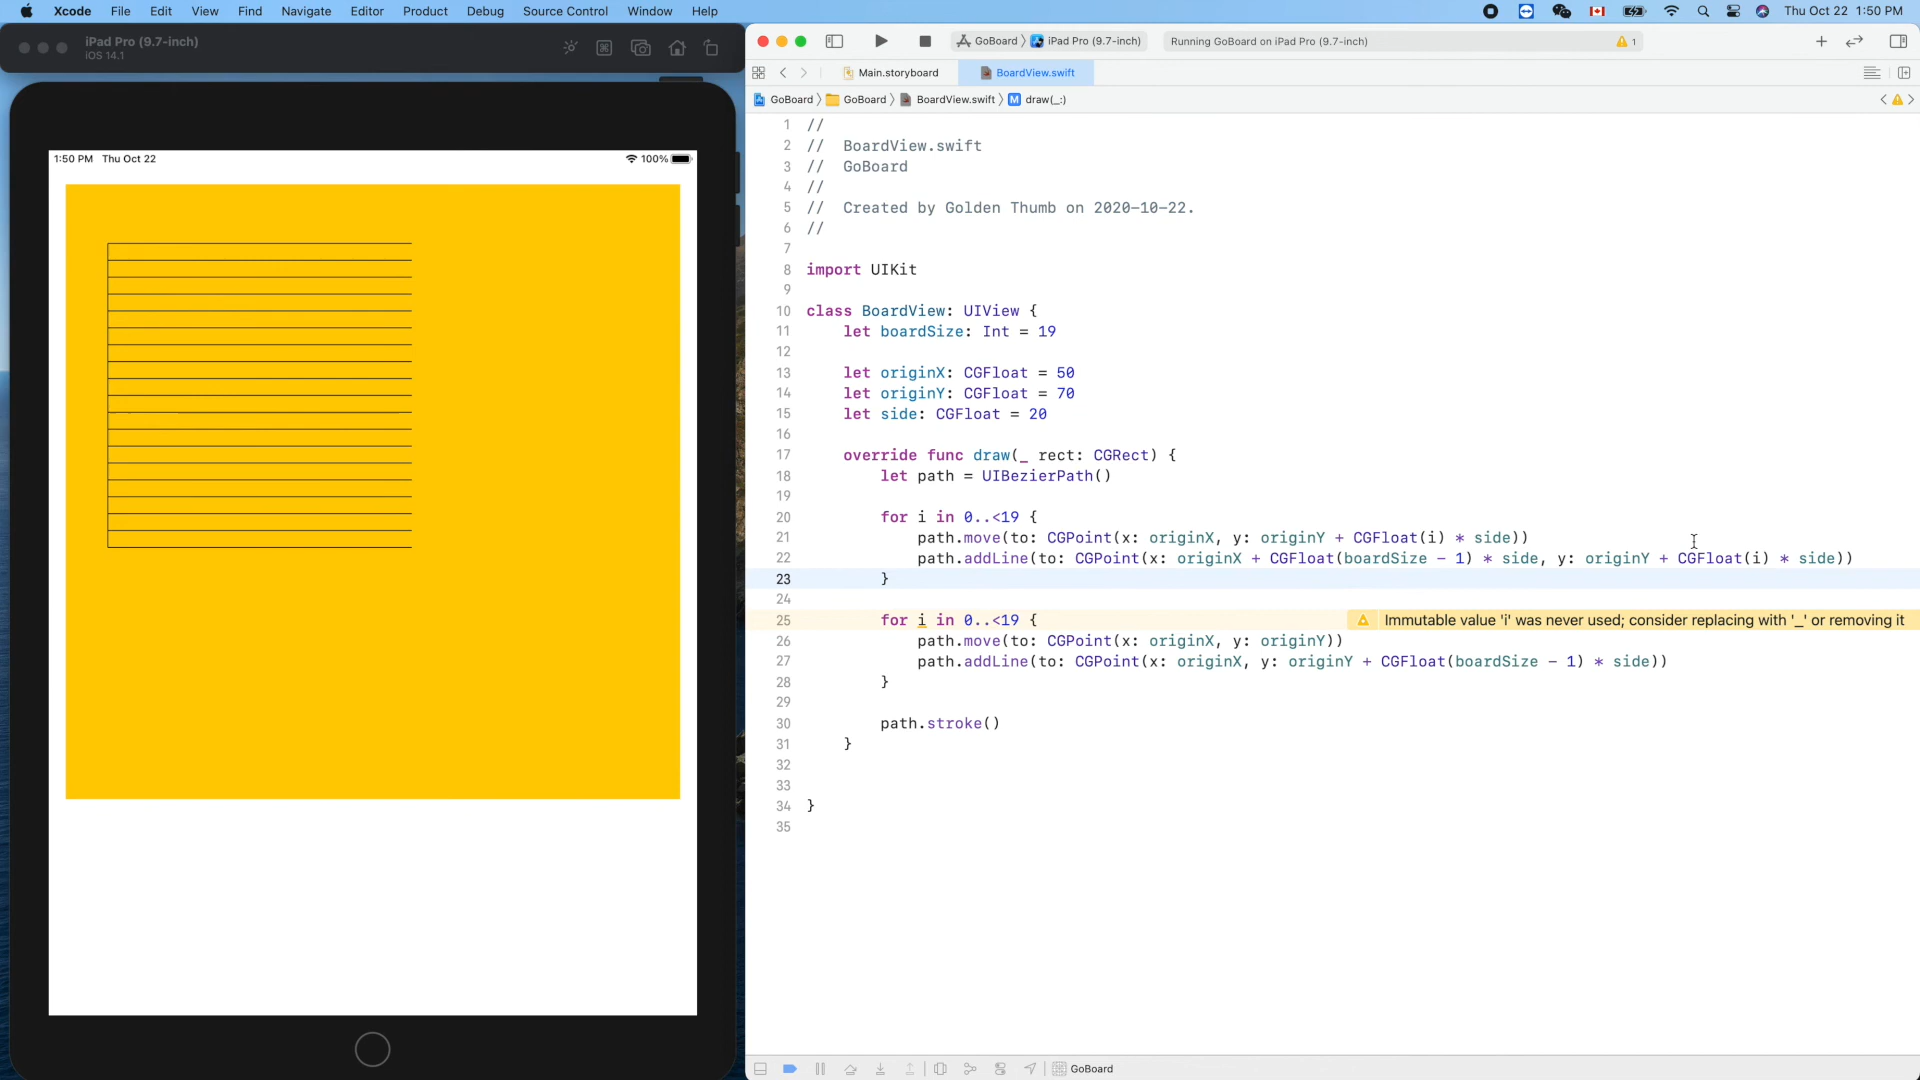 Xcode File Edit View Find Navigate Editor Product Debug Source Control Window Help Thu Oct 22 1:50 PM
iPad Pro (9.7-inch)
iOS 14.1
GoBoard 〉 iPad Pro (9.7-inch) Running GoBoard on iPad Pro (9.7-inch) 1
Main.storyboard BoardView.swift
GoBoard 〉 GoBoard 〉 BoardView.swift 〉 M draw(_:)
1:50 PM Thu Oct 22 100%
1 //
2 // BoardView.swift
3 // GoBoard
4 //
5 // Created by Golden Thumb on 2020-10-22.
6 //
7
8 import UIKit
9
10 class BoardView: UIView {
11 let boardSize: Int = 19
12
13 let originX: CGFloat = 50
14 let originY: CGFloat = 70
15 let side: CGFloat = 20
16
17 override func draw(_ rect: CGRect) {
18 let path = UIBezierPath()
19
20 for i in 0..<19 {
21 path.move(to: CGPoint(x: originX, y: originY + CGFloat(i) * side))
22 path.addLine(to: CGPoint(x: originX + CGFloat(boardSize - 1) * side, y: originY + CGFloat(i) * side))
23 }
24
25 for i in 0..<19 { Immutable value 'i' was never used; consider replacing with '_' or removing it
26 path.move(to: CGPoint(x: originX, y: originY))
27 path.addLine(to: CGPoint(x: originX, y: originY + CGFloat(boardSize - 1) * side))
28 }
29
30 path.stroke()
31 }
32
33
34 }
35
GoBoard